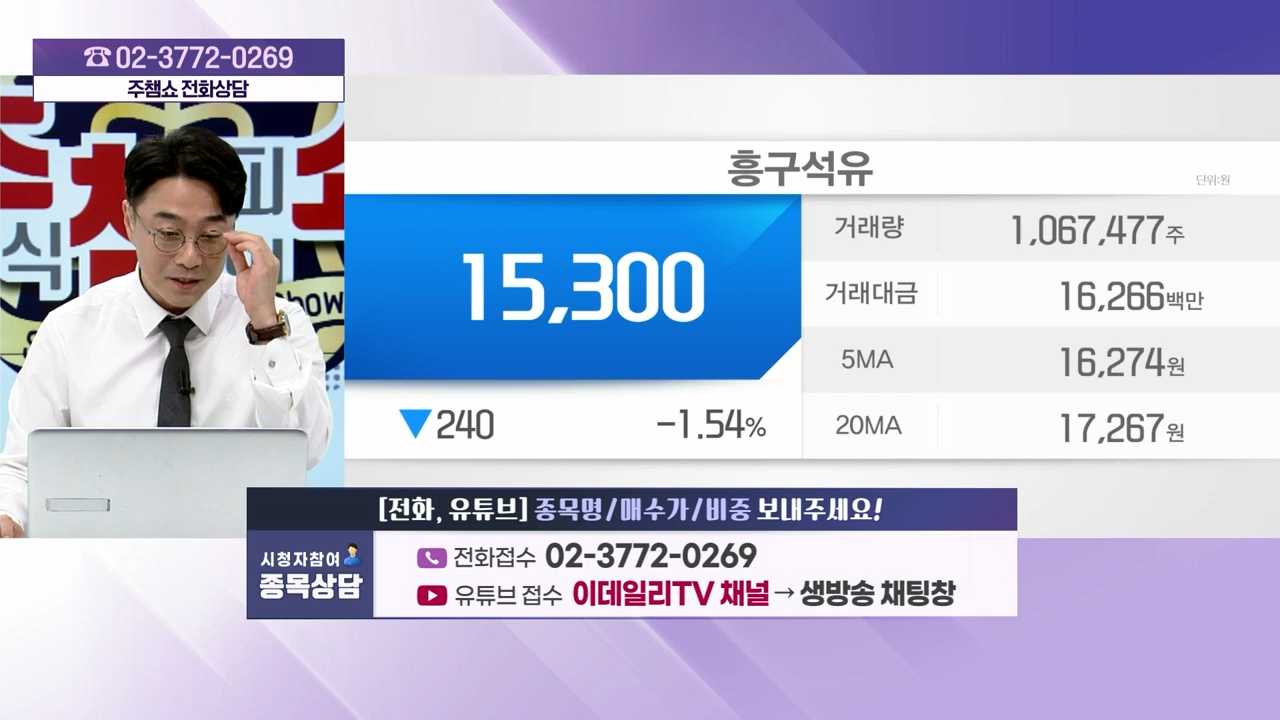 ☎02-3772-0269
주챔쇼 전화상담
식
피
Show
흥구석유
단위:원
15,300
▼240
-1.54%
거래량 1,067,477주
거래대금 16,266백만
5MA 16,274원
20MA 17,267원
[전화, 유튜브] 종목명/매수가/비중 보내주세요!
시청자참여
종목상담
전화접수 02-3772-0269
유튜브 접수 이데일리TV 채널→생방송 채팅창